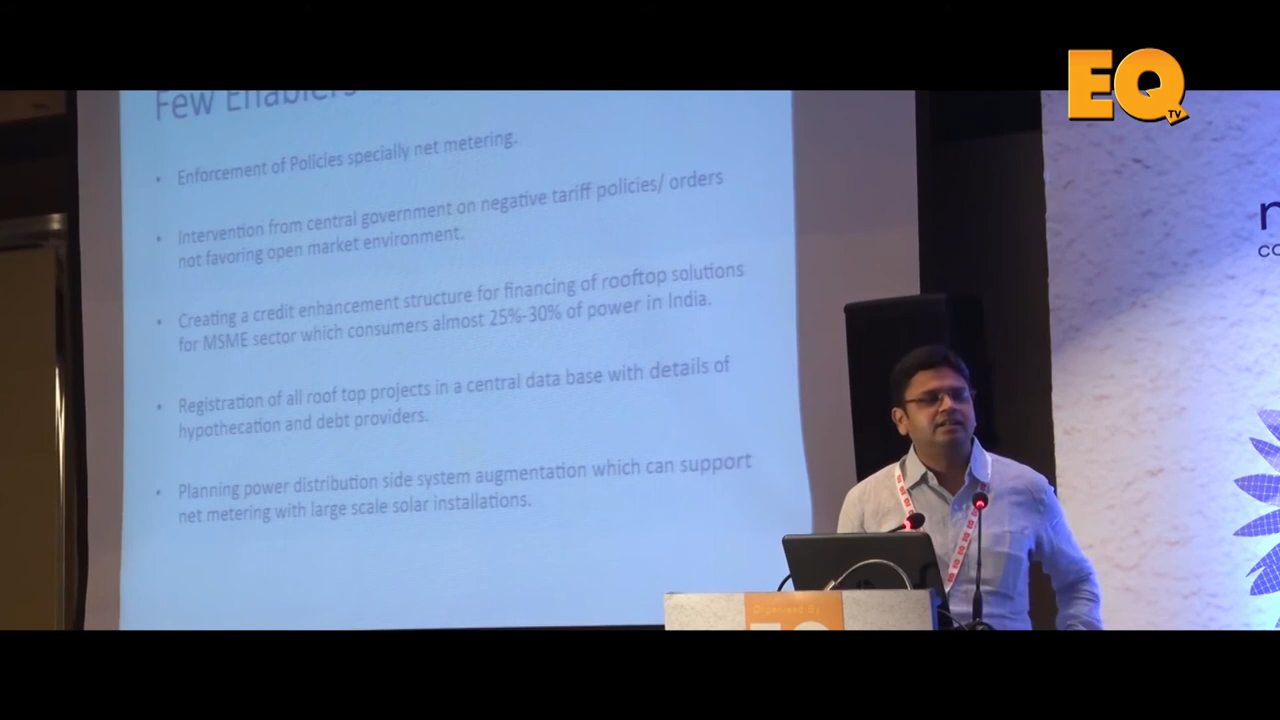 EQ
TV
Few Enablers
• Enforcement of Policies specially net metering.
• Intervention from central government on negative tariff policies/ orders
not favoring open market environment.
• Creating a credit enhancement structure for financing of rooftop solutions
for MSME sector which consumers almost 25%-30% of power in India.
• Registration of all roof top projects in a central data base with details of
hypothecation and debt providers.
• Planning power distribution side system augmentation which can support
net metering with large scale solar installations.
Organised By
EQ